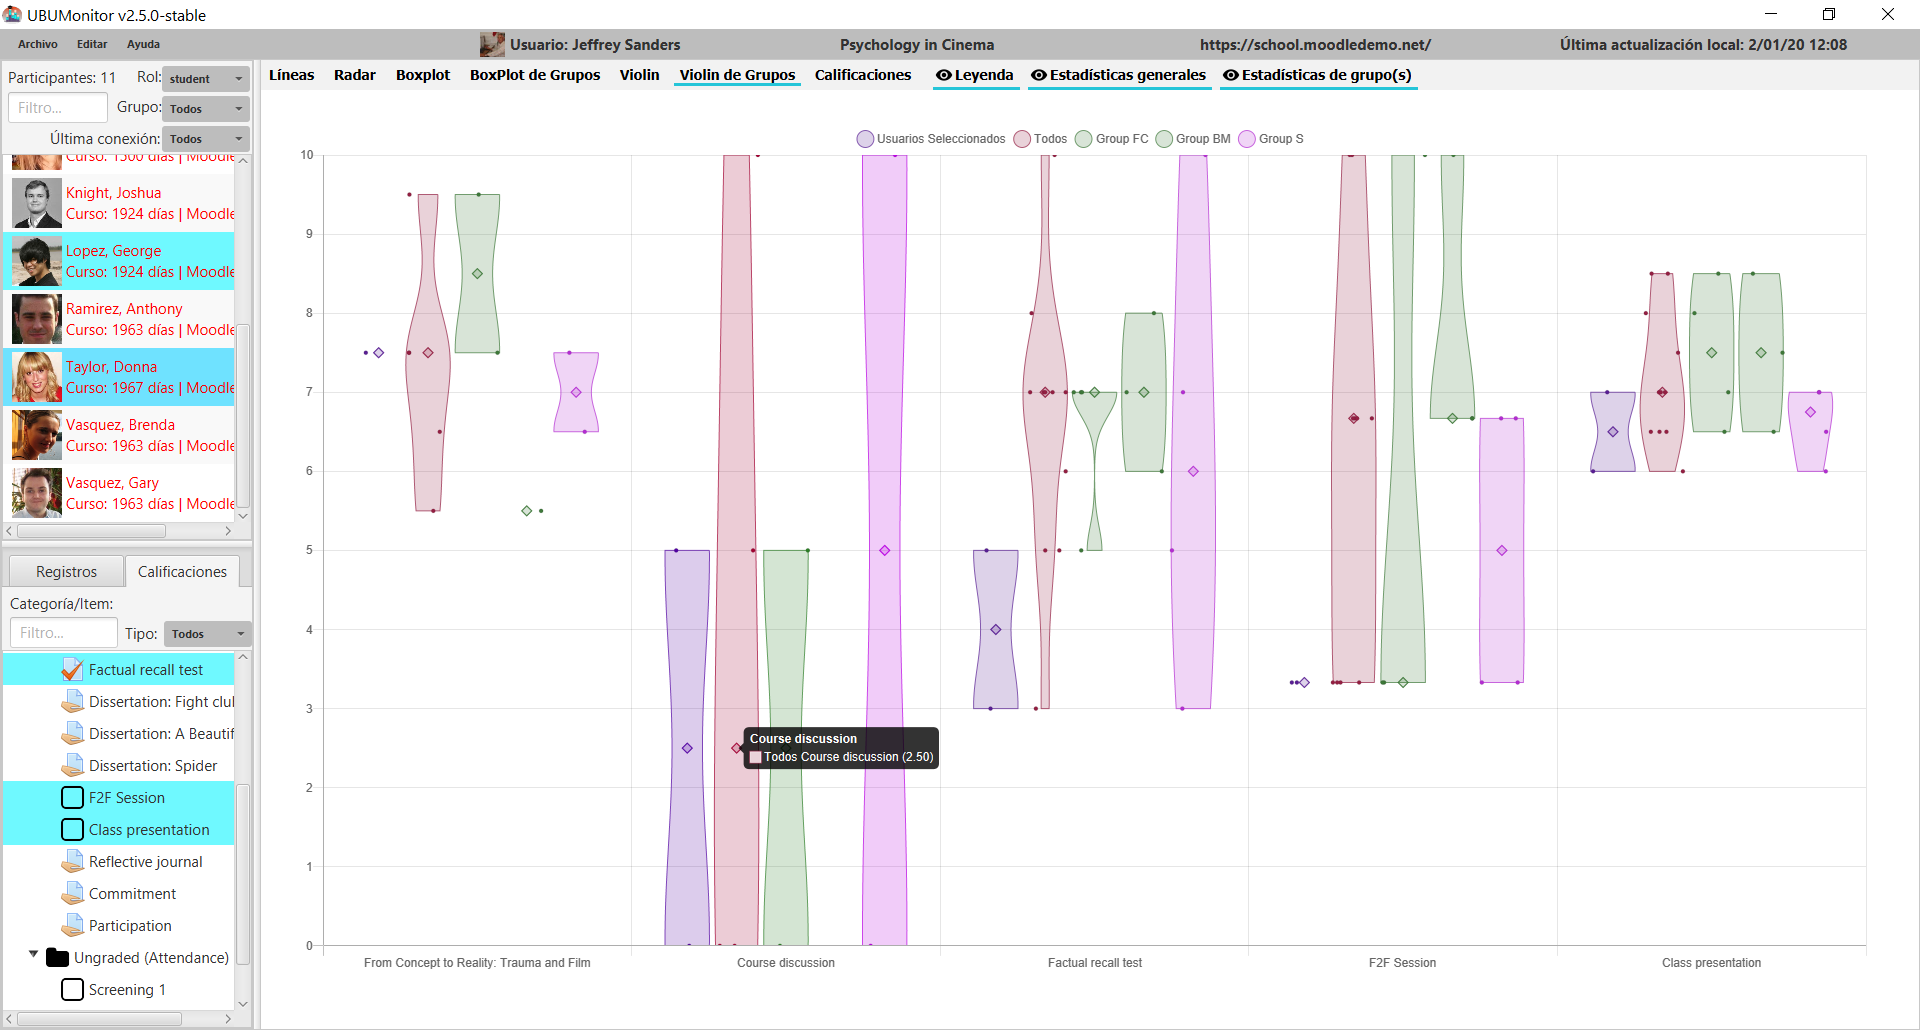 UBUMonitor v2.5.0-stable
Archivo Editar Ayuda
Usuario: Jeffrey Sanders
Psychology in Cinema
https://school.moodledemo.net/
Última actualización local: 2/01/20 12:08
Participantes: 11 Rol: student
Filtro... Grupo: Todos
Última conexión: Todos
Líneas Radar Boxplot BoxPlot de Grupos Violin Violin de Grupos Calificaciones Leyenda Estadísticas generales Estadísticas de grupo(s)
Curso: 1500 días | Moodle
Knight, Joshua
Curso: 1924 días | Moodle
Lopez, George
Curso: 1924 días | Moodle
Ramirez, Anthony
Curso: 1963 días | Moodle
Taylor, Donna
Curso: 1967 días | Moodle
Vasquez, Brenda
Curso: 1963 días | Moodle
Vasquez, Gary
Curso: 1963 días | Moodle
Registros Calificaciones
Categoría/Item:
Filtro... Tipo: Todos
Factual recall test
Dissertation: Fight clu
Dissertation: A Beautif
Dissertation: Spider
F2F Session
Class presentation
Reflective journal
Commitment
Participation
Ungraded (Attendance)
Screening 1
Usuarios Seleccionados Todos Group FC Group BM Group S
10
9
8
7
6
5
4
3
2
1
0
Course discussion
Todos Course discussion (2.50)
From Concept to Reality: Trauma and Film
Course discussion
Factual recall test
F2F Session
Class presentation